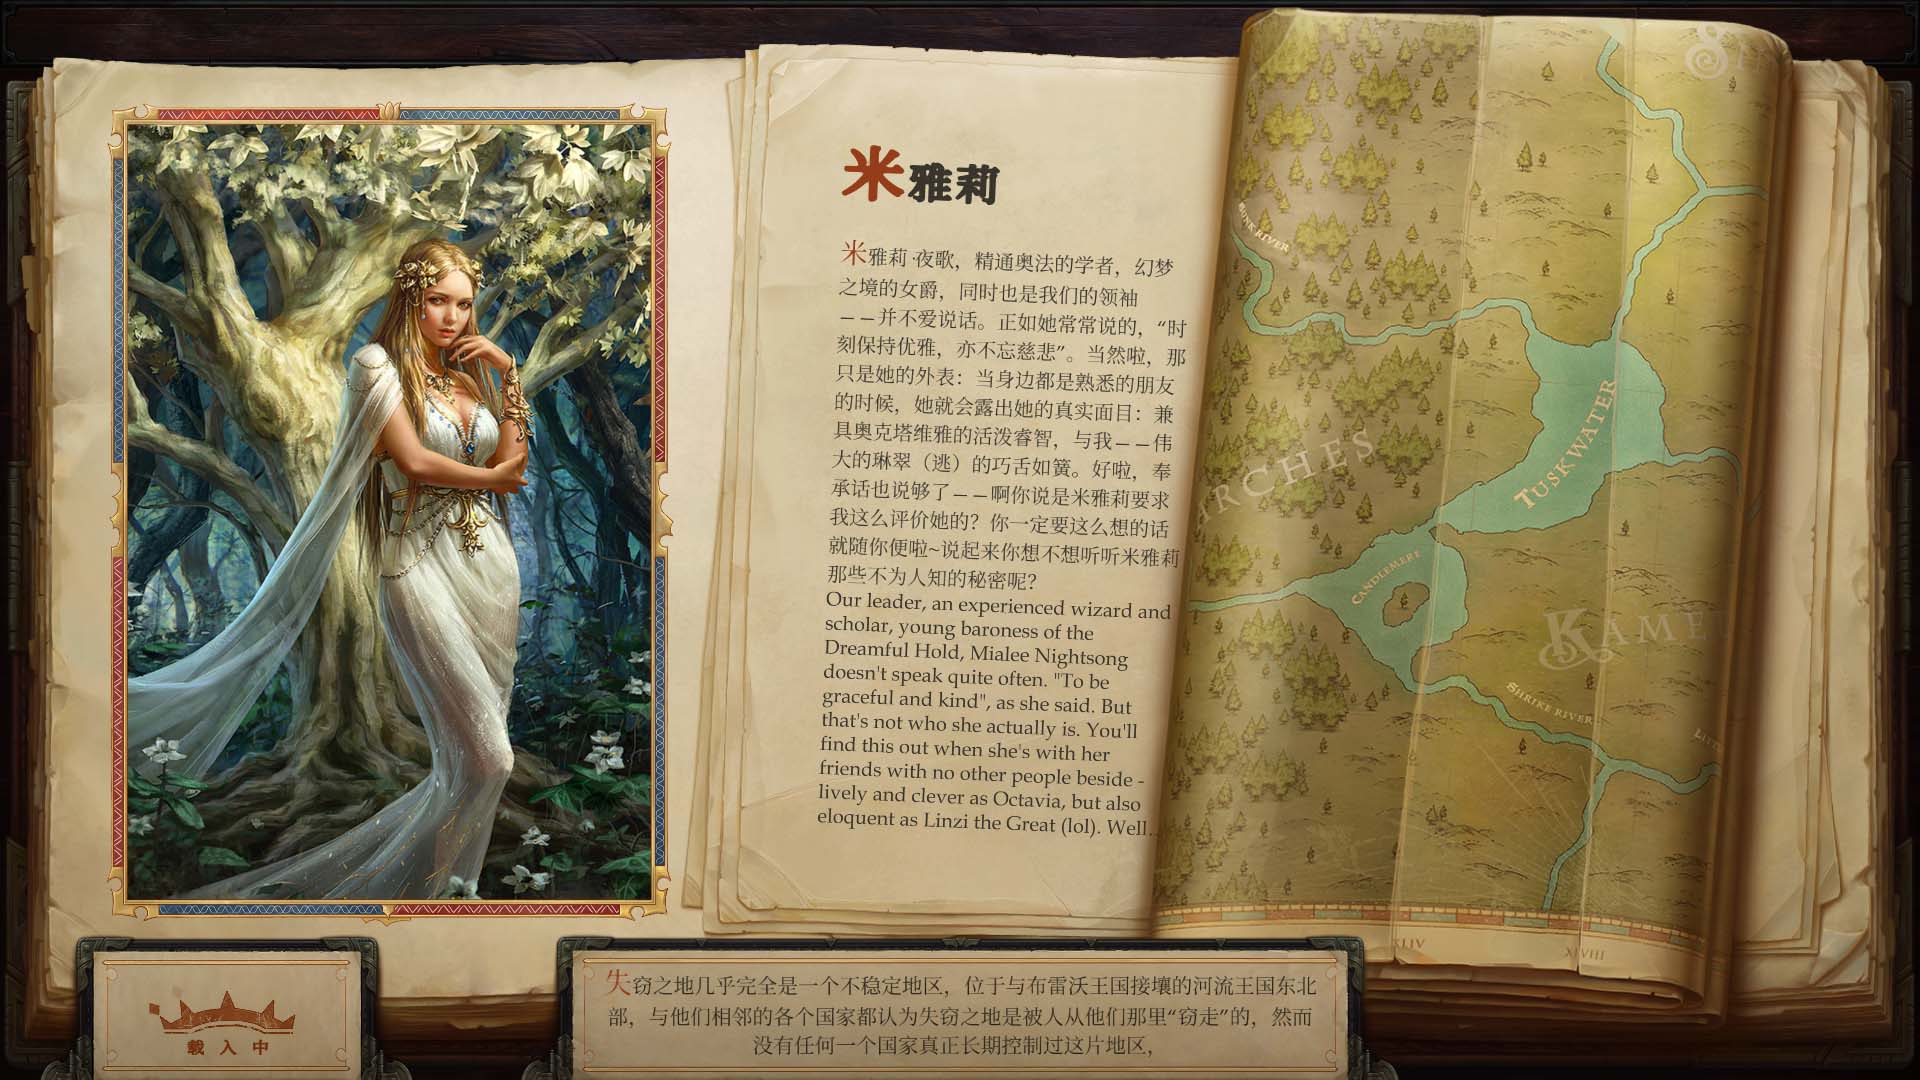 米雅莉
米雅莉·夜歌，精通奥法的学者，幻梦
之境的女爵，同时也是我们的领袖
——并不爱说话。正如她常常说的，“时
刻保持优雅，亦不忘慈悲”。当然啦，那
只是她的外表：当身边都是熟悉的朋友
的时候，她就会露出她的真实面目：兼
具奥克塔维雅的活泼睿智，与我——伟
大的琳翠（逃）的巧舌如簧。好啦，奉
承话也说够了——啊你说是米雅莉要求
我这么评价她的？你一定要这么想的话
就随你便啦~说起来你想不想听听米雅莉
那些不为人知的秘密呢？
Our leader, an experienced wizard and
scholar, young baroness of the
Dreamful Hold, Mialee Nightsong
doesn't speak quite often. "To be
graceful and kind", as she said. But
that's not who she actually is. You'll
find this out when she's with her
friends with no other people beside -
lively and clever as Octavia, but also
eloquent as Linzi the Great (lol). Well...
TUSKWATER
CANDLEMERE
SHRIKE RIVER
XLVIII
载入中
失窃之地几乎完全是一个不稳定地区，位于与布雷沃王国接壤的河流王国东北
部，与他们相邻的各个国家都认为失窃之地是被人从他们那里“窃走”的，然而
没有任何一个国家真正长期控制过这片地区，